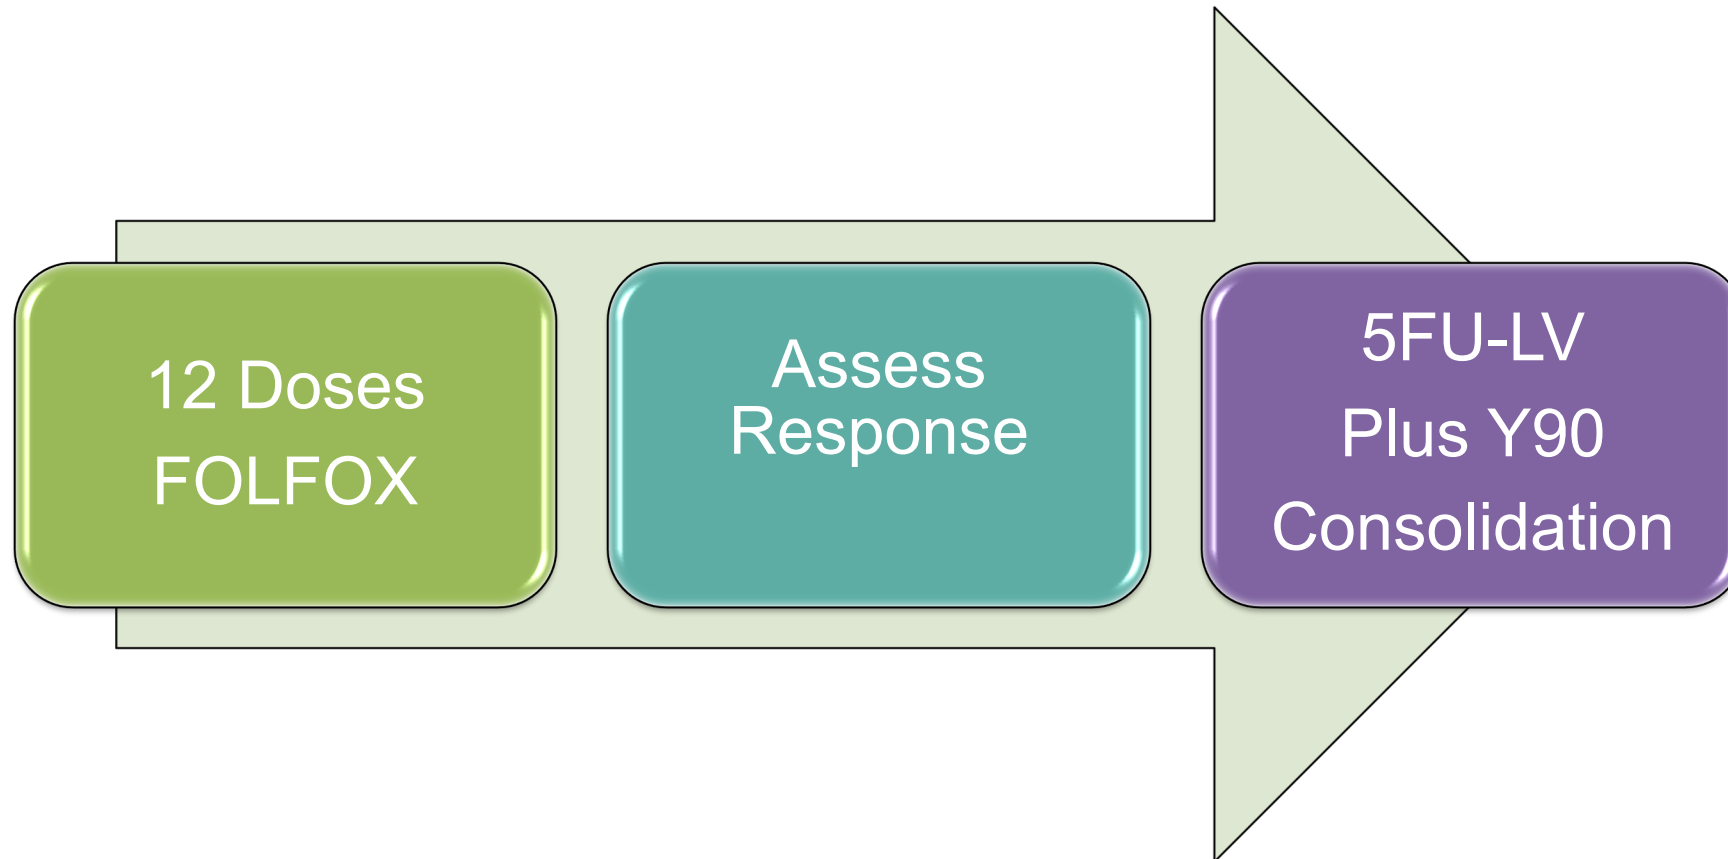 12 Doses
FOLFOX
Assess
Response
5FU-LV
Plus Y90
Consolidation